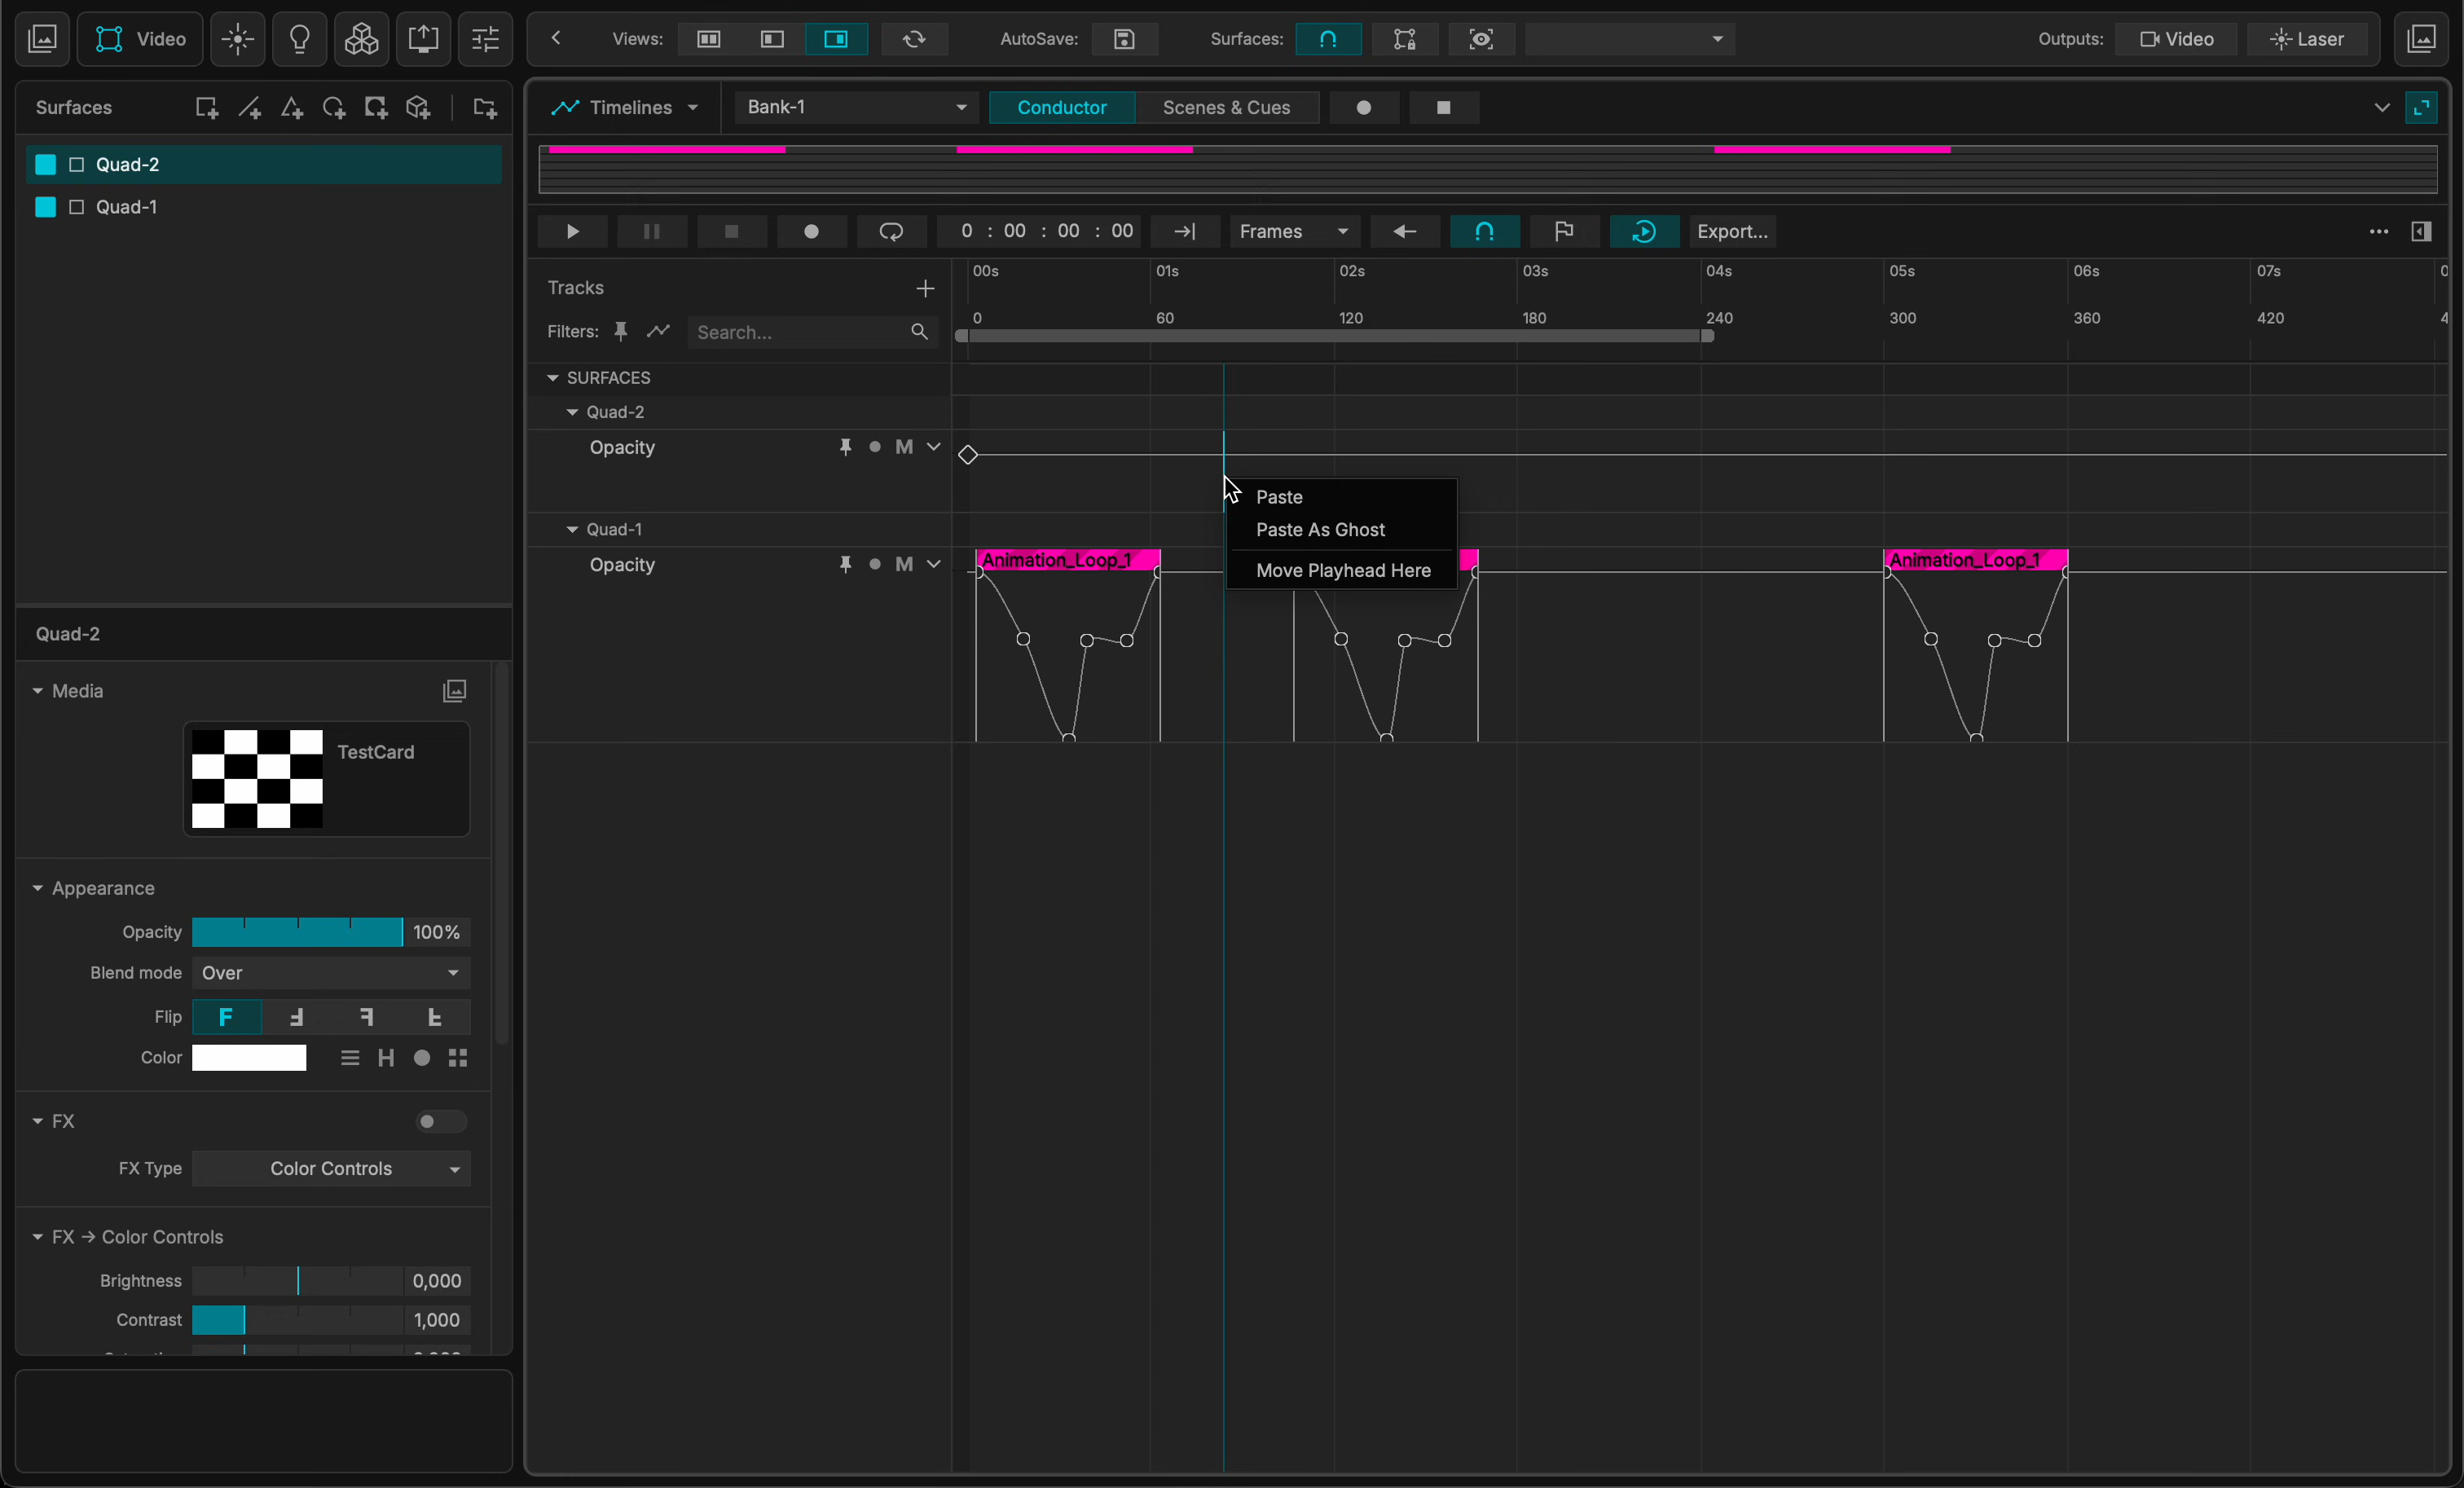 Video
Views:
AutoSave:
Surfaces:
Outputs:
Video
Laser
Surfaces
Quad-2
Quad-1
Timelines
Bank-1
Conductor
Scenes & Cues
0 : 00 : 00 : 00
Frames
Export...
Tracks
Filters:
Search...
00s 01s 02s 03s 04s 05s 06s 07s
0 60 120 180 240 300 360 420
SURFACES
Quad-2
Opacity
M
Quad-1
Opacity
M
Paste
Paste As Ghost
Move Playhead Here
Animation_Loop_1
Animation_Loop_1
Quad-2
Media
TestCard
Appearance
Opacity 100%
Blend mode Over
Flip
Color
FX
FX Type Color Controls
FX → Color Controls
Brightness 0,000
Contrast 1,000